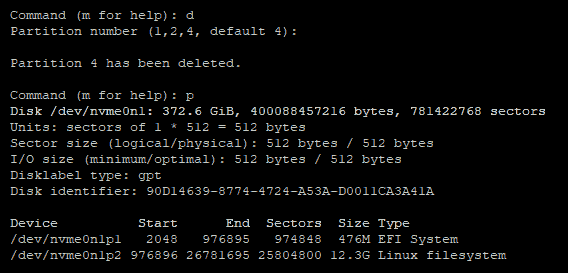 Command (m for help): d
Partition number (1,2,4, default 4):
Partition 4 has been deleted.
Command (m for help): p
Disk /dev/nvme0n1: 372.6 GiB, 400088457216 bytes, 781422768 sectors
Units: sectors of 1 * 512 = 512 bytes
Sector size (logical/physical): 512 bytes / 512 bytes
I/O size (minimum/optimal): 512 bytes / 512 bytes
Disklabel type: gpt
Disk identifier: 90D14639-8774-4724-A53A-D0011CA3A41A
Device Start End Sectors Size Type
/dev/nvme0n1p1 2048 976895 974848 476M EFI System
/dev/nvme0n1p2 976896 26781695 25804800 12.3G Linux filesystem